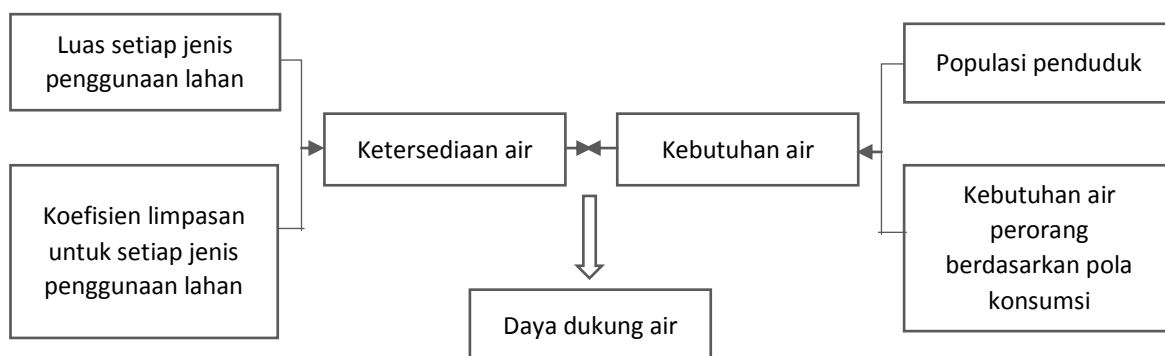 Luas setiap jenis
penggunaan lahan
Koefisien limpasan
untuk setiap jenis
penggunaan lahan
Ketersediaan air
Kebutuhan air
Populasi penduduk
Kebutuhan air
perorang
berdasarkan pola
konsumsi
Daya dukung air